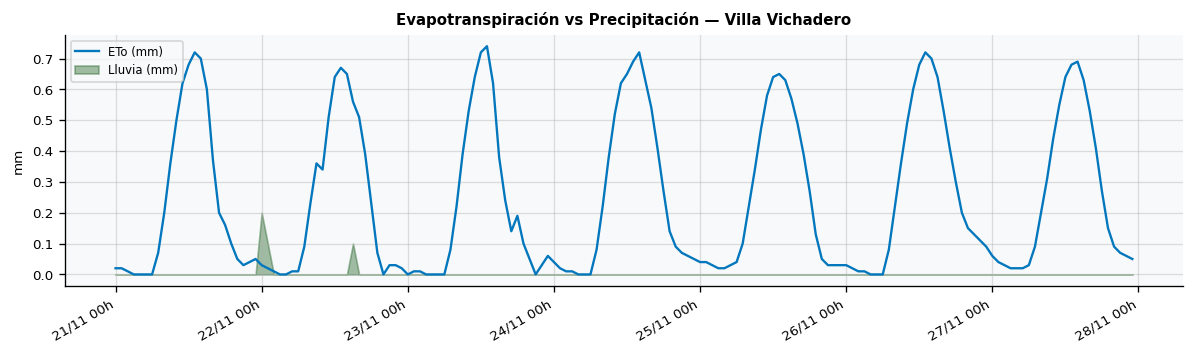 Evapotranspiración vs Precipitación — Villa Vichadero
ETo (mm)
Lluvia (mm)
mm
0.7
0.6
0.5
0.4
0.3
0.2
0.1
0.0
21/11 00h
22/11 00h
23/11 00h
24/11 00h
25/11 00h
26/11 00h
27/11 00h
28/11 00h